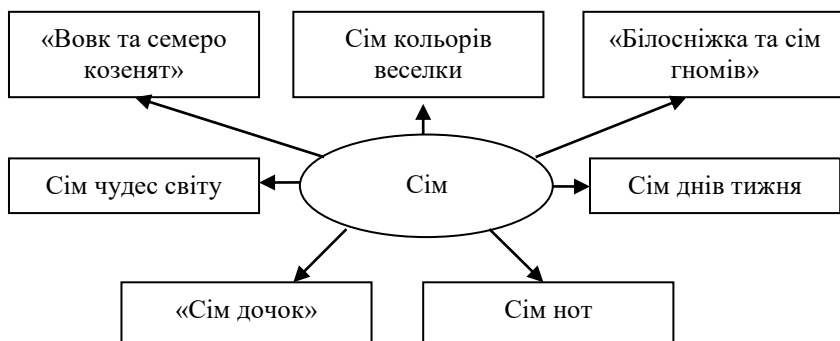 «Вовк та семеро
козенят»
Сім кольорів
веселки
«Білосніжка та сім
гномів»
Сім чудес світу
Сім
Сім днів тижня
«Сім дочок»
Сім нот